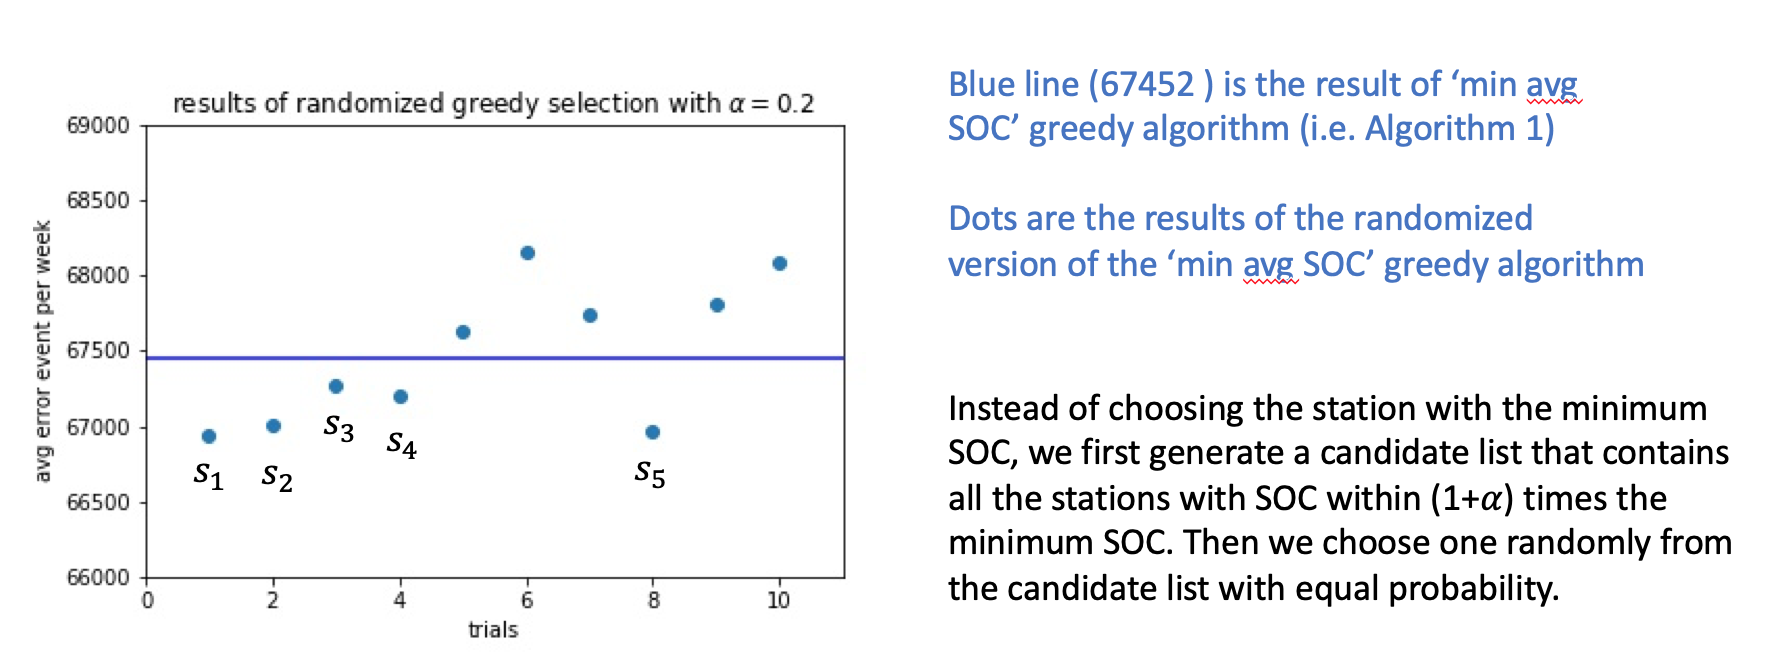 results of randomized greedy selection with α = 0.2
69000
68500
68000
67500
67000
66500
66000
avg error event per week
s₁
s₂
s₃
s₄
s₅
0
2
4
6
8
10
trials
Blue line (67452 ) is the result of ‘min avg
SOC’ greedy algorithm (i.e. Algorithm 1)
Dots are the results of the randomized
version of the ‘min avg SOC’ greedy algorithm
Instead of choosing the station with the minimum
SOC, we first generate a candidate list that contains
all the stations with SOC within (1+α) times the
minimum SOC. Then we choose one randomly from
the candidate list with equal probability.